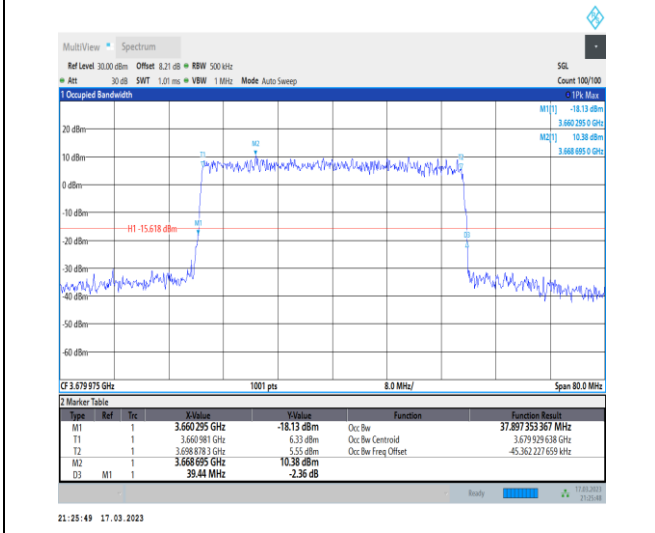 MultiView Spectrum
Ref Level 30.00 dBm Offset 8.21 dB RBW 500 kHz SGL
Att 30 dB SWT 1.01 ms VBW 1 MHz Mode Auto Sweep Count 100/100
1 Occupied Bandwidth 1Pk Max
M1[1] -18.13 dBm
3.660 295 0 GHz
M2[1] 10.38 dBm
3.668 695 0 GHz
20 dBm
10 dBm
0 dBm
-10 dBm
-20 dBm
-30 dBm
-40 dBm
-50 dBm
-60 dBm
M2
T1
M1
H1 -15.618 dBm
D3
CF 3.679 975 GHz 1001 pts 8.0 MHz/ Span 80.0 MHz
2 Marker Table
Type Ref Trc X-Value Y-Value Function Function Result
M1 1 3.660 295 GHz -18.13 dBm Occ Bw 37.897 353 367 MHz
T1 1 3.660 981 GHz 6.33 dBm Occ Bw Centroid 3.679 929 638 GHz
T2 1 3.698 878 3 GHz 5.55 dBm Occ Bw Freq Offset -45.362 227 659 kHz
M2 1 3.668 695 GHz 10.38 dBm
D3 M1 1 39.44 MHz -2.36 dB
Ready 17.03.2023
21:25:48
21:25:49 17.03.2023